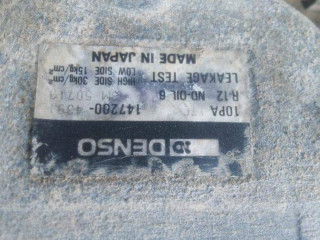 DENSO
10PA 147200-
R-12 ND-OIL 6
LEAKAGE TEST HIGH SIDE 30kg/cm²
LOW SIDE 15kg/cm²
MADE IN JAPAN